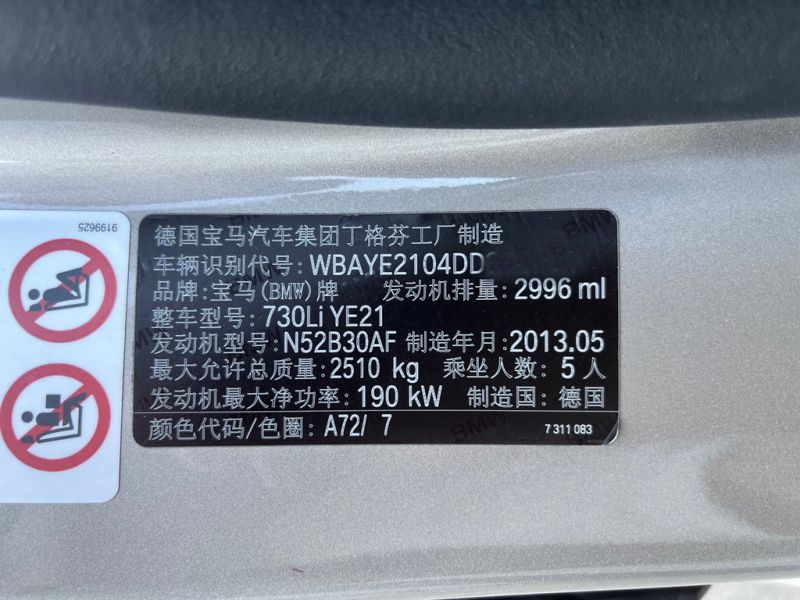 9199625
德国宝马汽车集团丁格芬工厂制造
车辆识别代号: WBAYE2104DD
品牌:宝马(BMW)牌 发动机排量: 2996 ml
整车型号: 730Li YE21
发动机型号: N52B30AF 制造年月: 2013.05
最大允许总质量: 2510 kg 乘坐人数: 5 人
发动机最大净功率: 190 kW 制造国: 德国
颜色代码/色圈: A72/ 7
7 311 083